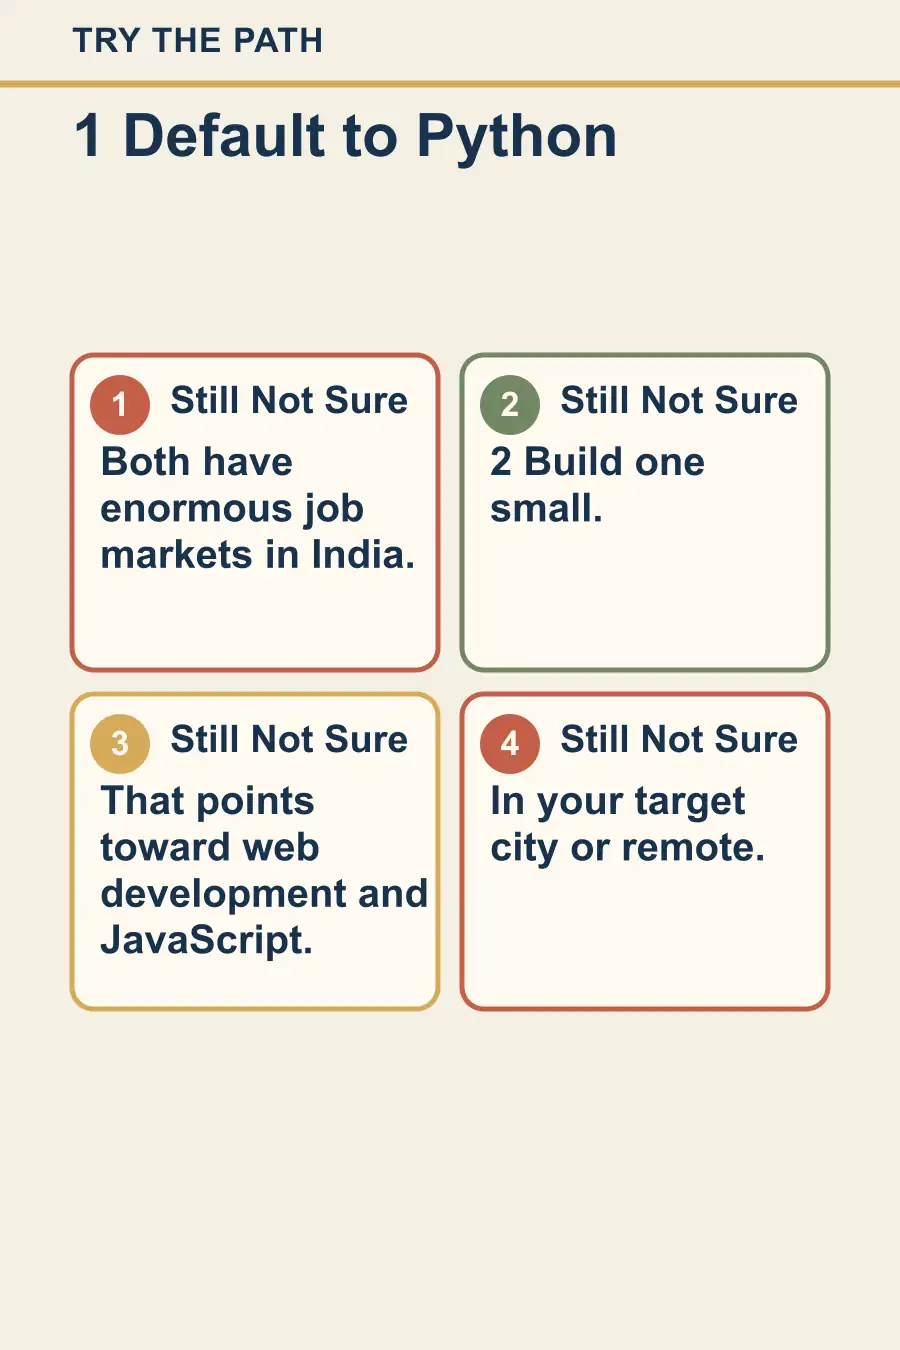 TRY THE PATH
1 Default to Python
1 Still Not Sure
Both have
enormous job
markets in India.
2 Still Not Sure
2 Build one
small.
3 Still Not Sure
That points
toward web
development and
JavaScript.
4 Still Not Sure
In your target
city or remote.